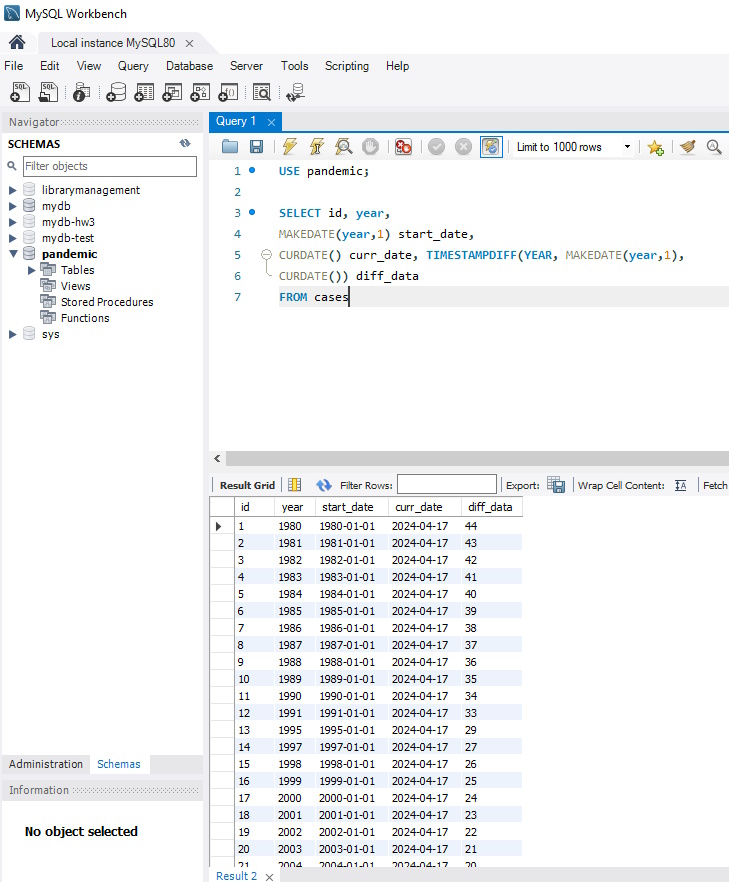 MySQL Workbench
Local instance MySQL80
File Edit View Query Database Server Tools Scripting Help
Navigator
SCHEMAS
Filter objects
librarymanagement
mydb
mydb-hw3
mydb-test
pandemic
Tables
Views
Stored Procedures
Functions
sys
Administration Schemas
Information
No object selected
Query 1
Limit to 1000 rows
1 USE pandemic;
2
3 SELECT id, year,
4 MAKEDATE(year,1) start_date,
5 CURDATE() curr_date, TIMESTAMPDIFF(YEAR, MAKEDATE(year,1),
6 CURDATE()) diff_data
7 FROM cases
Result Grid Filter Rows: Export: Wrap Cell Content: Fetch
id year start_date curr_date diff_data
1 1980 1980-01-01 2024-04-17 44
2 1981 1981-01-01 2024-04-17 43
3 1982 1982-01-01 2024-04-17 42
4 1983 1983-01-01 2024-04-17 41
5 1984 1984-01-01 2024-04-17 40
6 1985 1985-01-01 2024-04-17 39
7 1986 1986-01-01 2024-04-17 38
8 1987 1987-01-01 2024-04-17 37
9 1988 1988-01-01 2024-04-17 36
10 1989 1989-01-01 2024-04-17 35
11 1990 1990-01-01 2024-04-17 34
12 1991 1991-01-01 2024-04-17 33
13 1995 1995-01-01 2024-04-17 29
14 1997 1997-01-01 2024-04-17 27
15 1998 1998-01-01 2024-04-17 26
16 1999 1999-01-01 2024-04-17 25
17 2000 2000-01-01 2024-04-17 24
18 2001 2001-01-01 2024-04-17 23
19 2002 2002-01-01 2024-04-17 22
20 2003 2003-01-01 2024-04-17 21
21 2004 2004-01-01 2024-04-17 20
Result 2